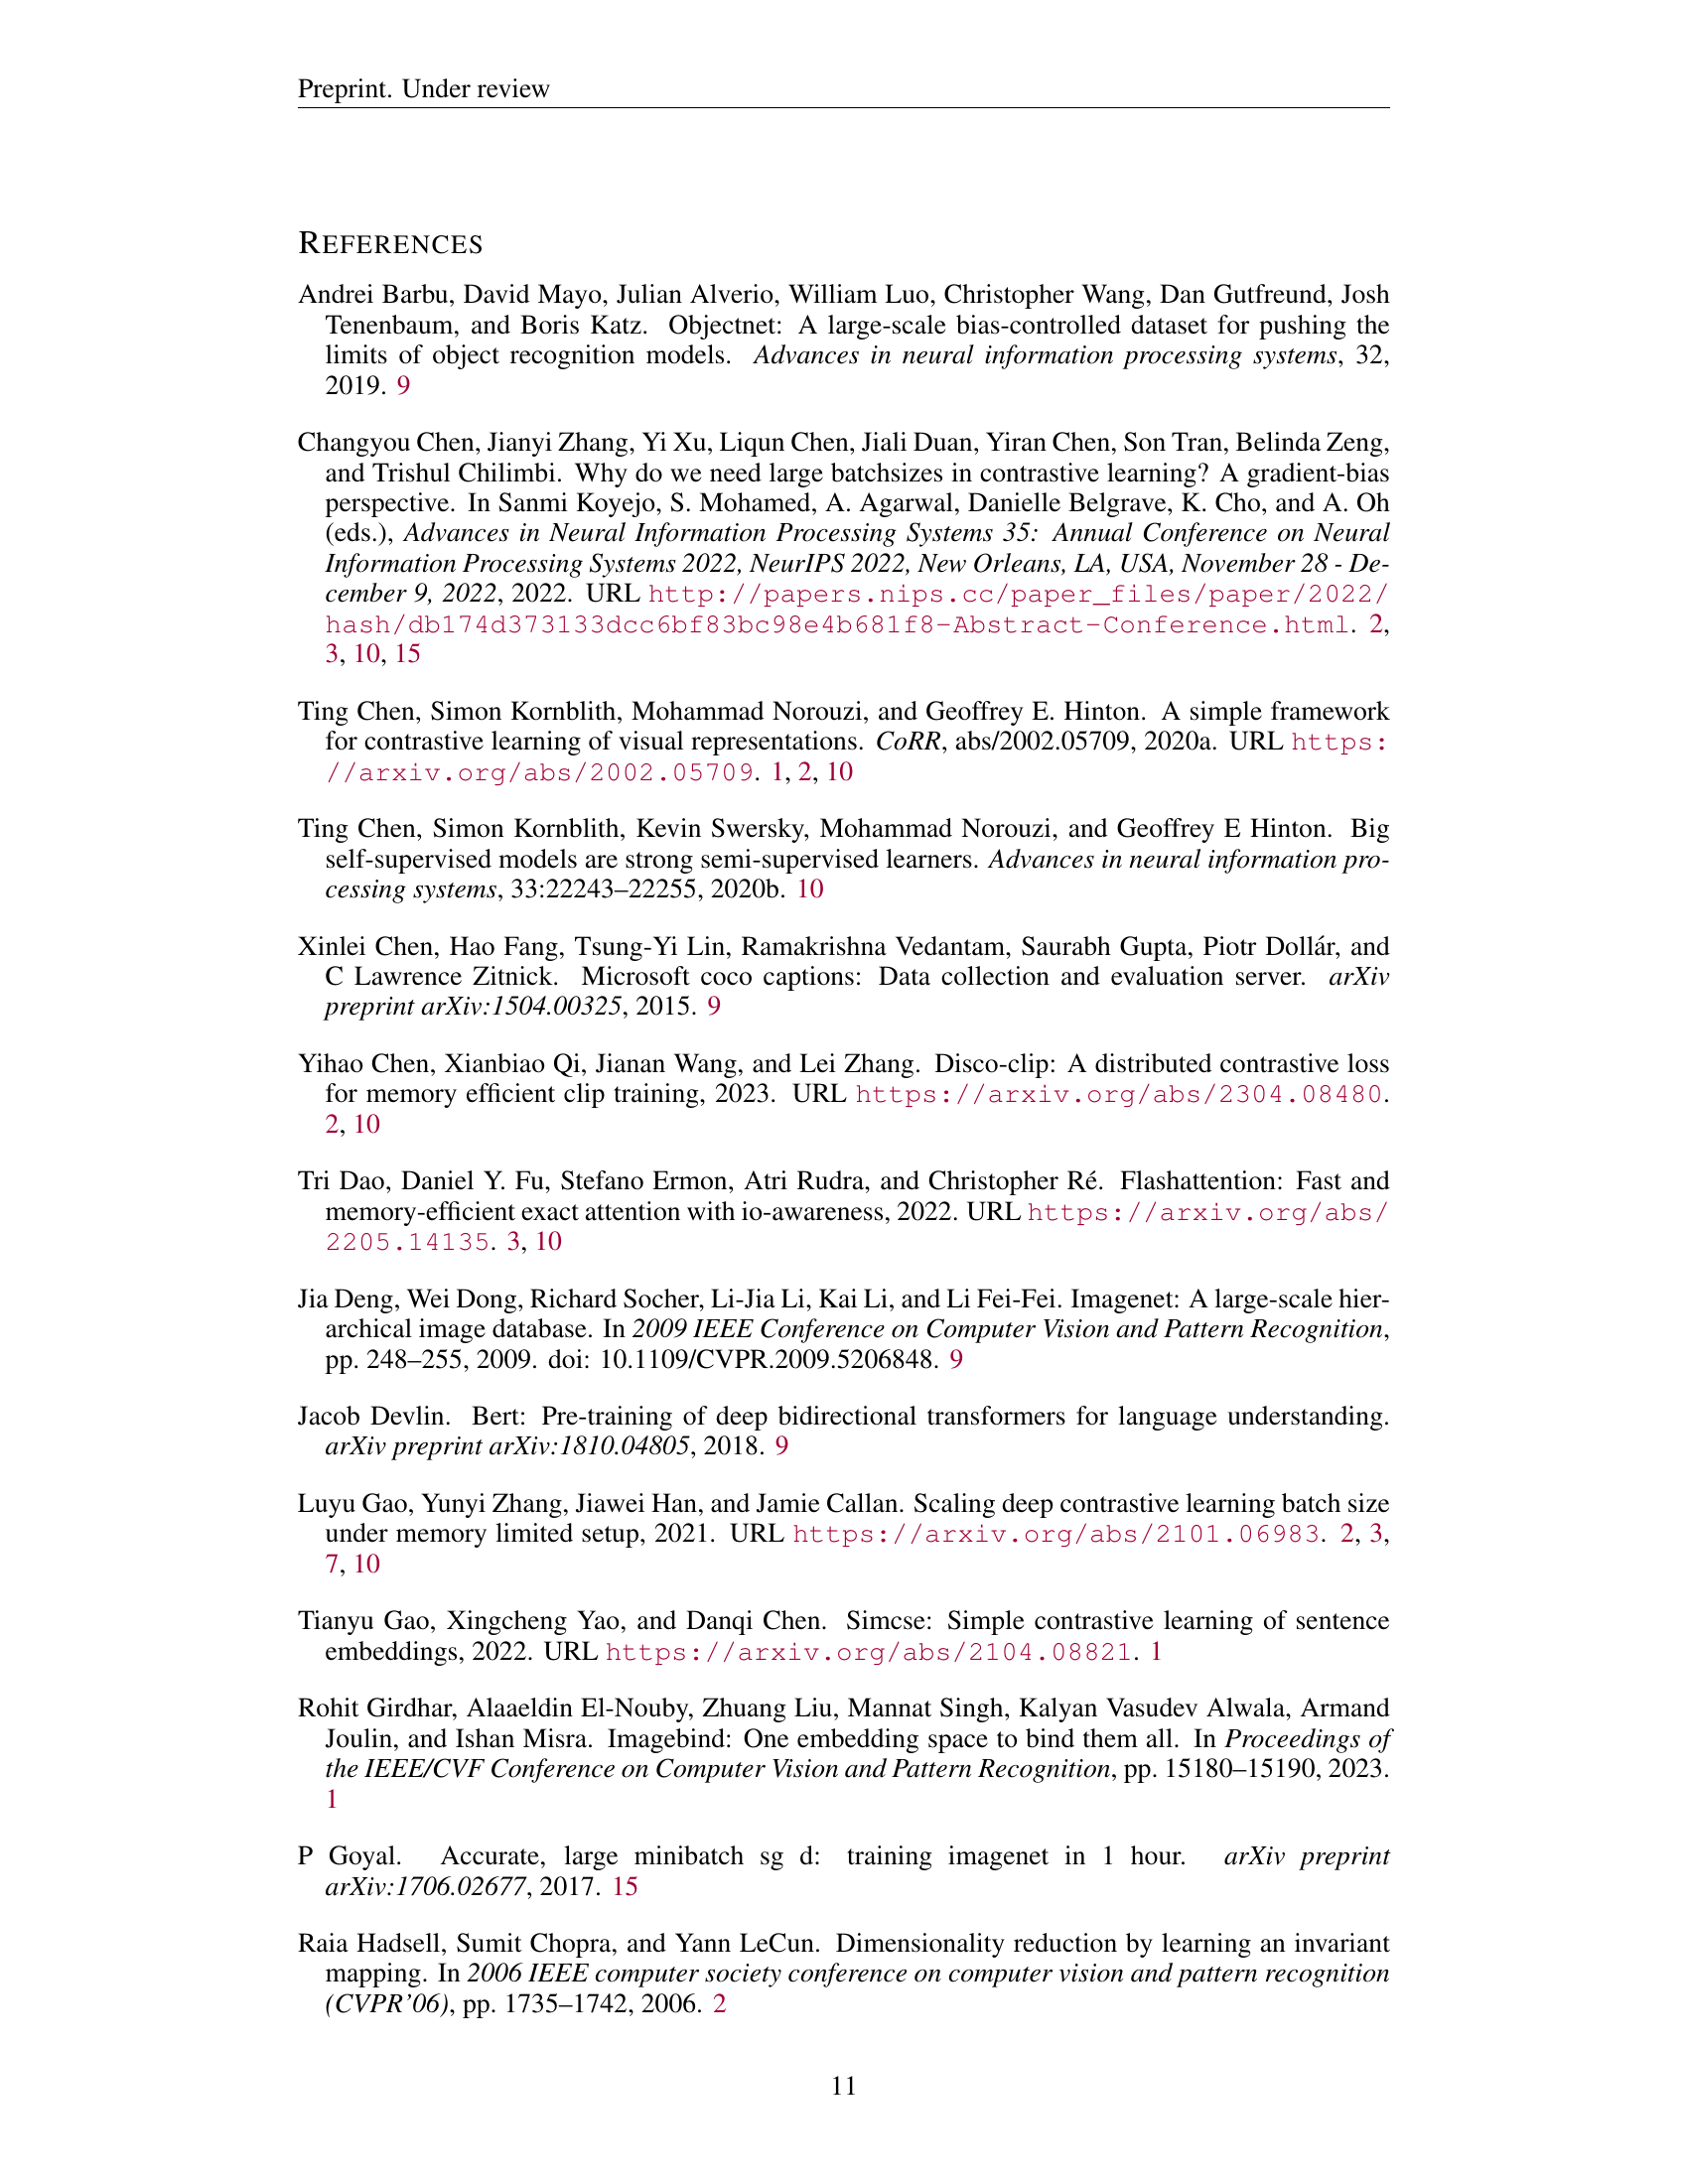 Preprint. Under review
REFERENCES
Andrei Barbu, David Mayo, Julian Alverio, William Luo, Christopher Wang, Dan Gutfreund, Josh
Tenenbaum, and Boris Katz. Objectnet: A large-scale bias-controlled dataset for pushing the
limits of object recognition models. Advances in neural information processing systems, 32,
2019. 9
Changyou Chen, Jianyi Zhang, Yi Xu, Liqun Chen, Jiali Duan, Yiran Chen, Son Tran, Belinda Zeng,
and Trishul Chilimbi. Why do we need large batchsizes in contrastive learning? A gradient-bias
perspective. In Sanmi Koyejo, S. Mohamed, A. Agarwal, Danielle Belgrave, K. Cho, and A. Oh
(eds.), Advances in Neural Information Processing Systems 35: Annual Conference on Neural
Information Processing Systems 2022, NeurIPS 2022, New Orleans, LA, USA, November 28 - De-
cember 9, 2022, 2022. URL http://papers.nips.cc/paper_files/paper/2022/
hash/db174d373133dcc6bf83bc98e4b681f8-Abstract-Conference.html. 2,
3, 10, 15
Ting Chen, Simon Kornblith, Mohammad Norouzi, and Geoffrey E. Hinton. A simple framework
for contrastive learning of visual representations. CoRR, abs/2002.05709, 2020a. URL https:
//arxiv.org/abs/2002.05709. 1, 2, 10
Ting Chen, Simon Kornblith, Kevin Swersky, Mohammad Norouzi, and Geoffrey E Hinton. Big
self-supervised models are strong semi-supervised learners. Advances in neural information pro-
cessing systems, 33:22243–22255, 2020b. 10
Xinlei Chen, Hao Fang, Tsung-Yi Lin, Ramakrishna Vedantam, Saurabh Gupta, Piotr Dollár, and
C Lawrence Zitnick. Microsoft coco captions: Data collection and evaluation server. arXiv
preprint arXiv:1504.00325, 2015. 9
Yihao Chen, Xianbiao Qi, Jianan Wang, and Lei Zhang. Disco-clip: A distributed contrastive loss
for memory efficient clip training, 2023. URL https://arxiv.org/abs/2304.08480.
2, 10
Tri Dao, Daniel Y. Fu, Stefano Ermon, Atri Rudra, and Christopher Ré. Flashattention: Fast and
memory-efficient exact attention with io-awareness, 2022. URL https://arxiv.org/abs/
2205.14135. 3, 10
Jia Deng, Wei Dong, Richard Socher, Li-Jia Li, Kai Li, and Li Fei-Fei. Imagenet: A large-scale hier-
archical image database. In 2009 IEEE Conference on Computer Vision and Pattern Recognition,
pp. 248–255, 2009. doi: 10.1109/CVPR.2009.5206848. 9
Jacob Devlin. Bert: Pre-training of deep bidirectional transformers for language understanding.
arXiv preprint arXiv:1810.04805, 2018. 9
Luyu Gao, Yunyi Zhang, Jiawei Han, and Jamie Callan. Scaling deep contrastive learning batch size
under memory limited setup, 2021. URL https://arxiv.org/abs/2101.06983. 2, 3,
7, 10
Tianyu Gao, Xingcheng Yao, and Danqi Chen. Simcse: Simple contrastive learning of sentence
embeddings, 2022. URL https://arxiv.org/abs/2104.08821. 1
Rohit Girdhar, Alaaeldin El-Nouby, Zhuang Liu, Mannat Singh, Kalyan Vasudev Alwala, Armand
Joulin, and Ishan Misra. Imagebind: One embedding space to bind them all. In Proceedings of
the IEEE/CVF Conference on Computer Vision and Pattern Recognition, pp. 15180–15190, 2023.
1
P Goyal. Accurate, large minibatch sg d: training imagenet in 1 hour. arXiv preprint
arXiv:1706.02677, 2017. 15
Raia Hadsell, Sumit Chopra, and Yann LeCun. Dimensionality reduction by learning an invariant
mapping. In 2006 IEEE computer society conference on computer vision and pattern recognition
(CVPR'06), pp. 1735–1742, 2006. 2
11